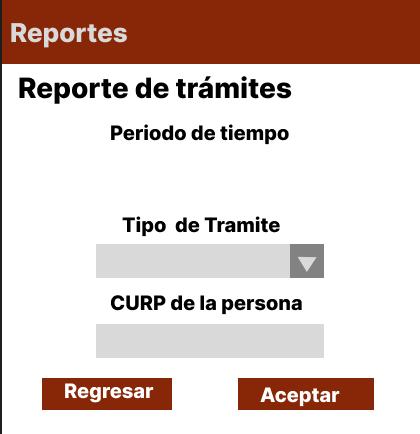 Reportes
Reporte de trámites
Periodo de tiempo
Tipo  de Tramite
CURP de la persona
Regresar
Aceptar